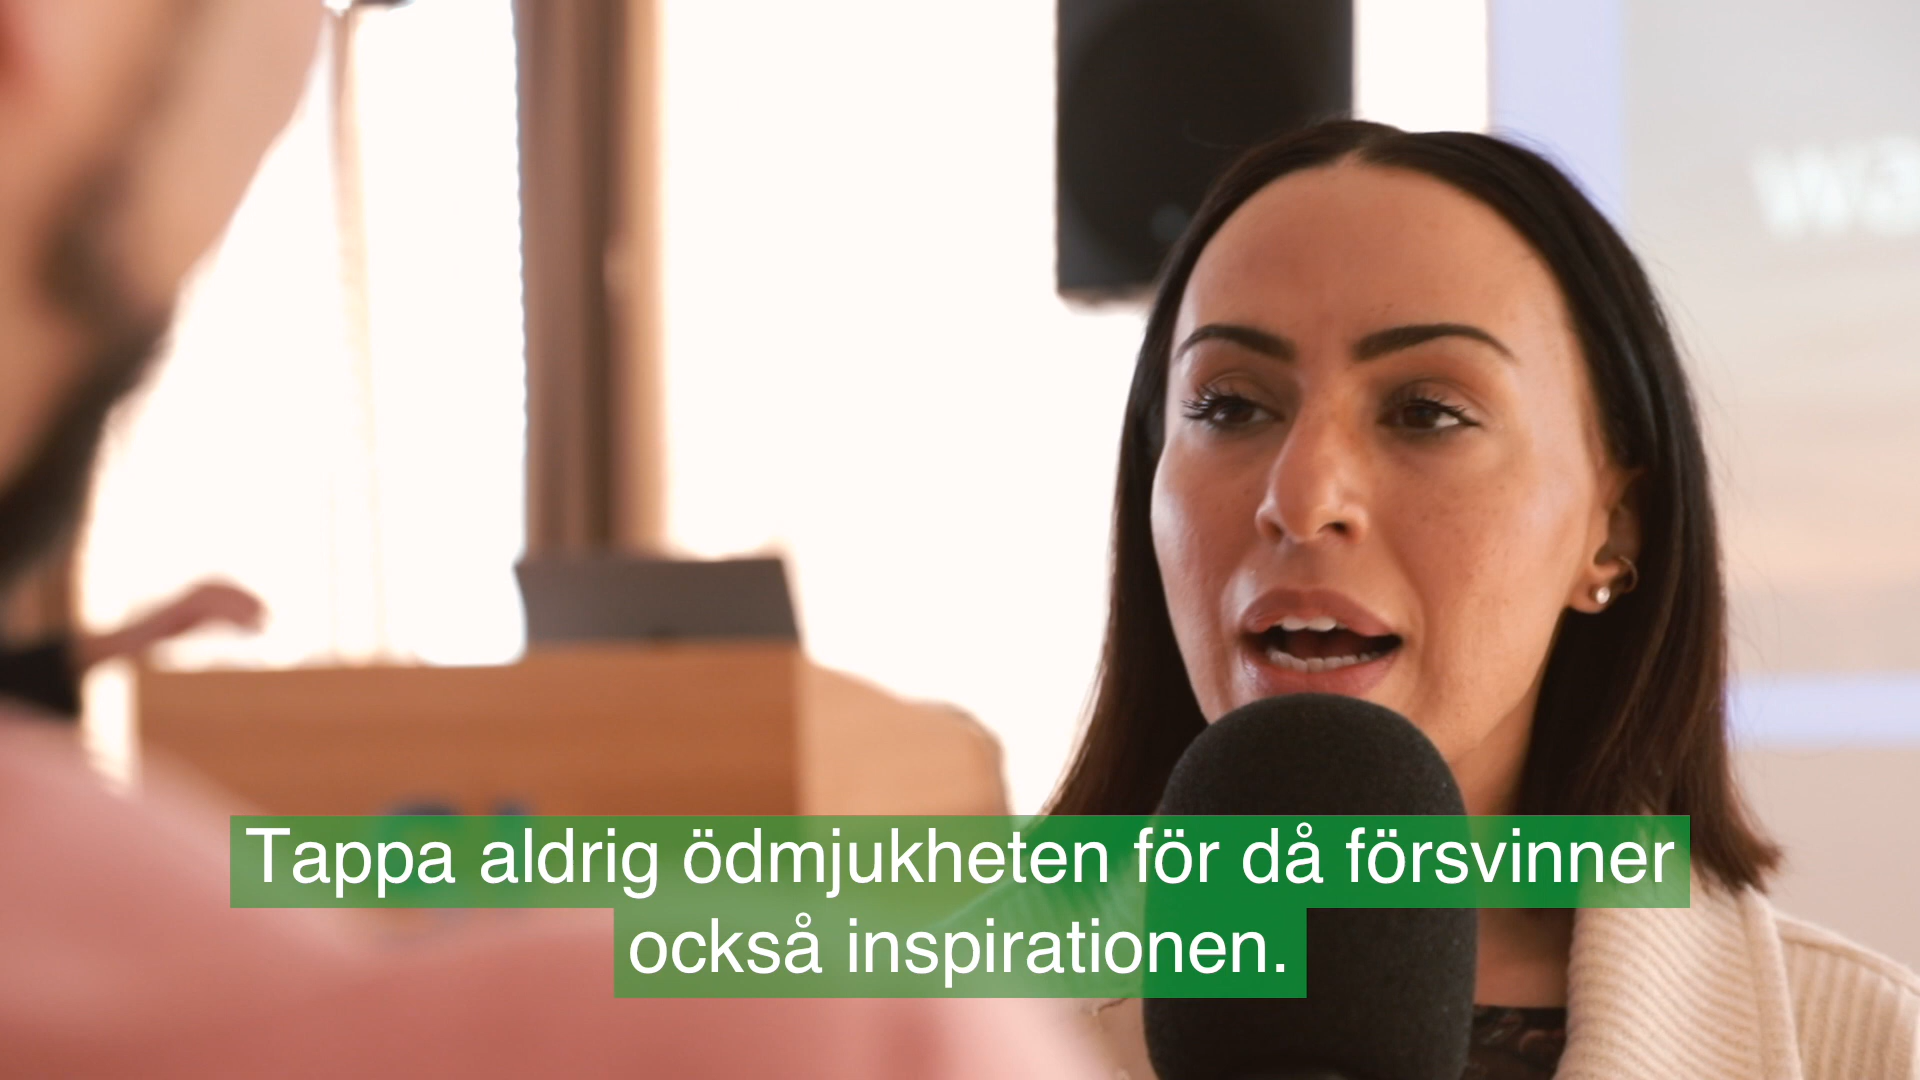 Tappa aldrig ödmjukheten för då försvinner
också inspirationen.